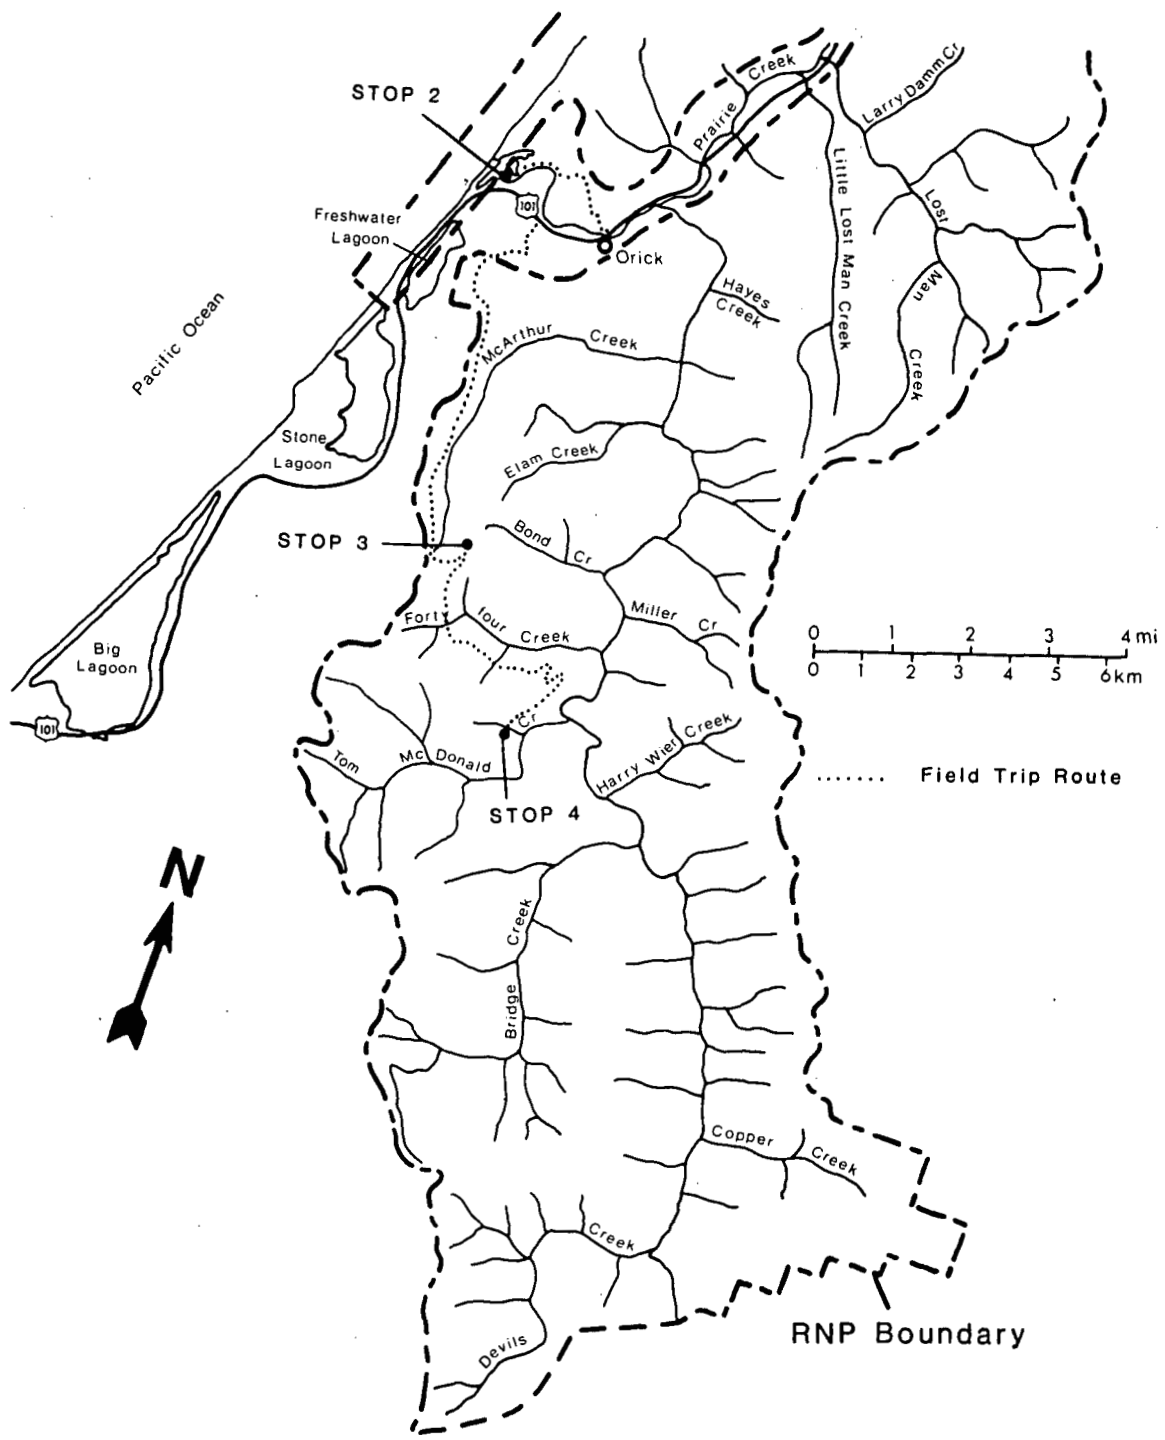 STOP 2
Prairie Creek
Larry Damm Cr
Freshwater
Lagoon
101
Orick
Little Lost Man Creek
Lost Man Creek
Hayes
Creek
Pacific Ocean
McArthur Creek
Stone
Lagoon
Elam Creek
STOP 3
Bond Cr
Forty four Creek
Miller Cr
0 1 2 3 4 mi
0 1 2 3 4 5 6km
Big
Lagoon
101
Tom Mc Donald Cr
Harry Wier Creek
Field Trip Route
STOP 4
N
Bridge Creek
Copper Creek
Devils Creek
RNP Boundary